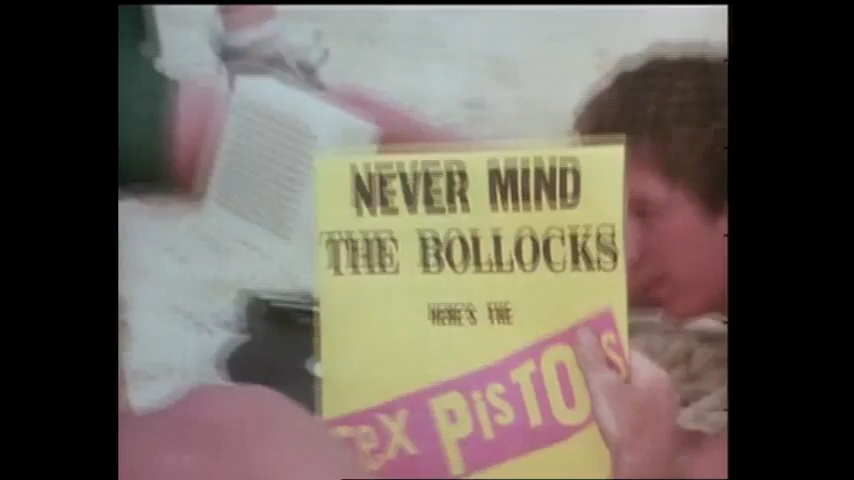 NEVER MIND
THE BOLLOCKS
HERE'S THE
Sex PisTOLS